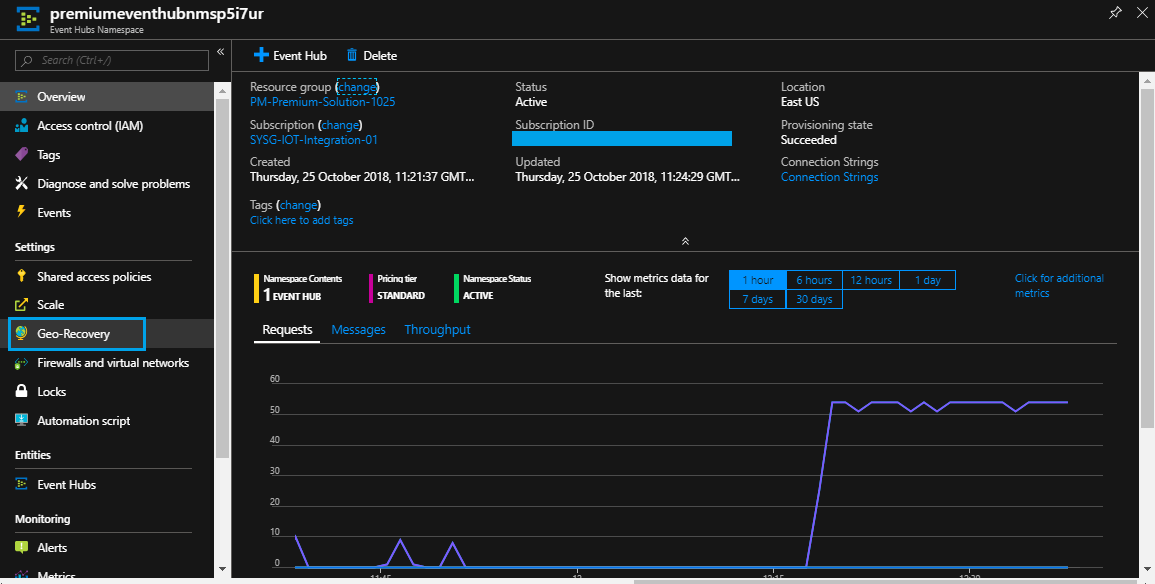 premiumeventhubnmsp5i7ur
Event Hubs Namespace
Search (Ctrl+/)
Overview
Access control (IAM)
Tags
Diagnose and solve problems
Events
Settings
Shared access policies
Scale
Geo-Recovery
Firewalls and virtual networks
Locks
Automation script
Entities
Event Hubs
Monitoring
Alerts
Metrics
Event Hub Delete
Resource group (change)
PM-Premium-Solution-1025
Subscription (change)
SYSG-IOT-Integration-01
Created
Thursday, 25 October 2018, 11:21:37 GMT...
Tags (change)
Click here to add tags
Status
Active
Subscription ID
Updated
Thursday, 25 October 2018, 11:24:29 GMT...
Location
East US
Provisioning state
Succeeded
Connection Strings
Connection Strings
Namespace Contents
1 EVENT HUB
Pricing tier
STANDARD
Namespace Status
ACTIVE
Show metrics data for
the last:
1 hour 6 hours 12 hours 1 day
7 days 30 days
Click for additional
metrics
Requests Messages Throughput
60
50
40
30
20
10
0
11:45 12 12:15 12:30